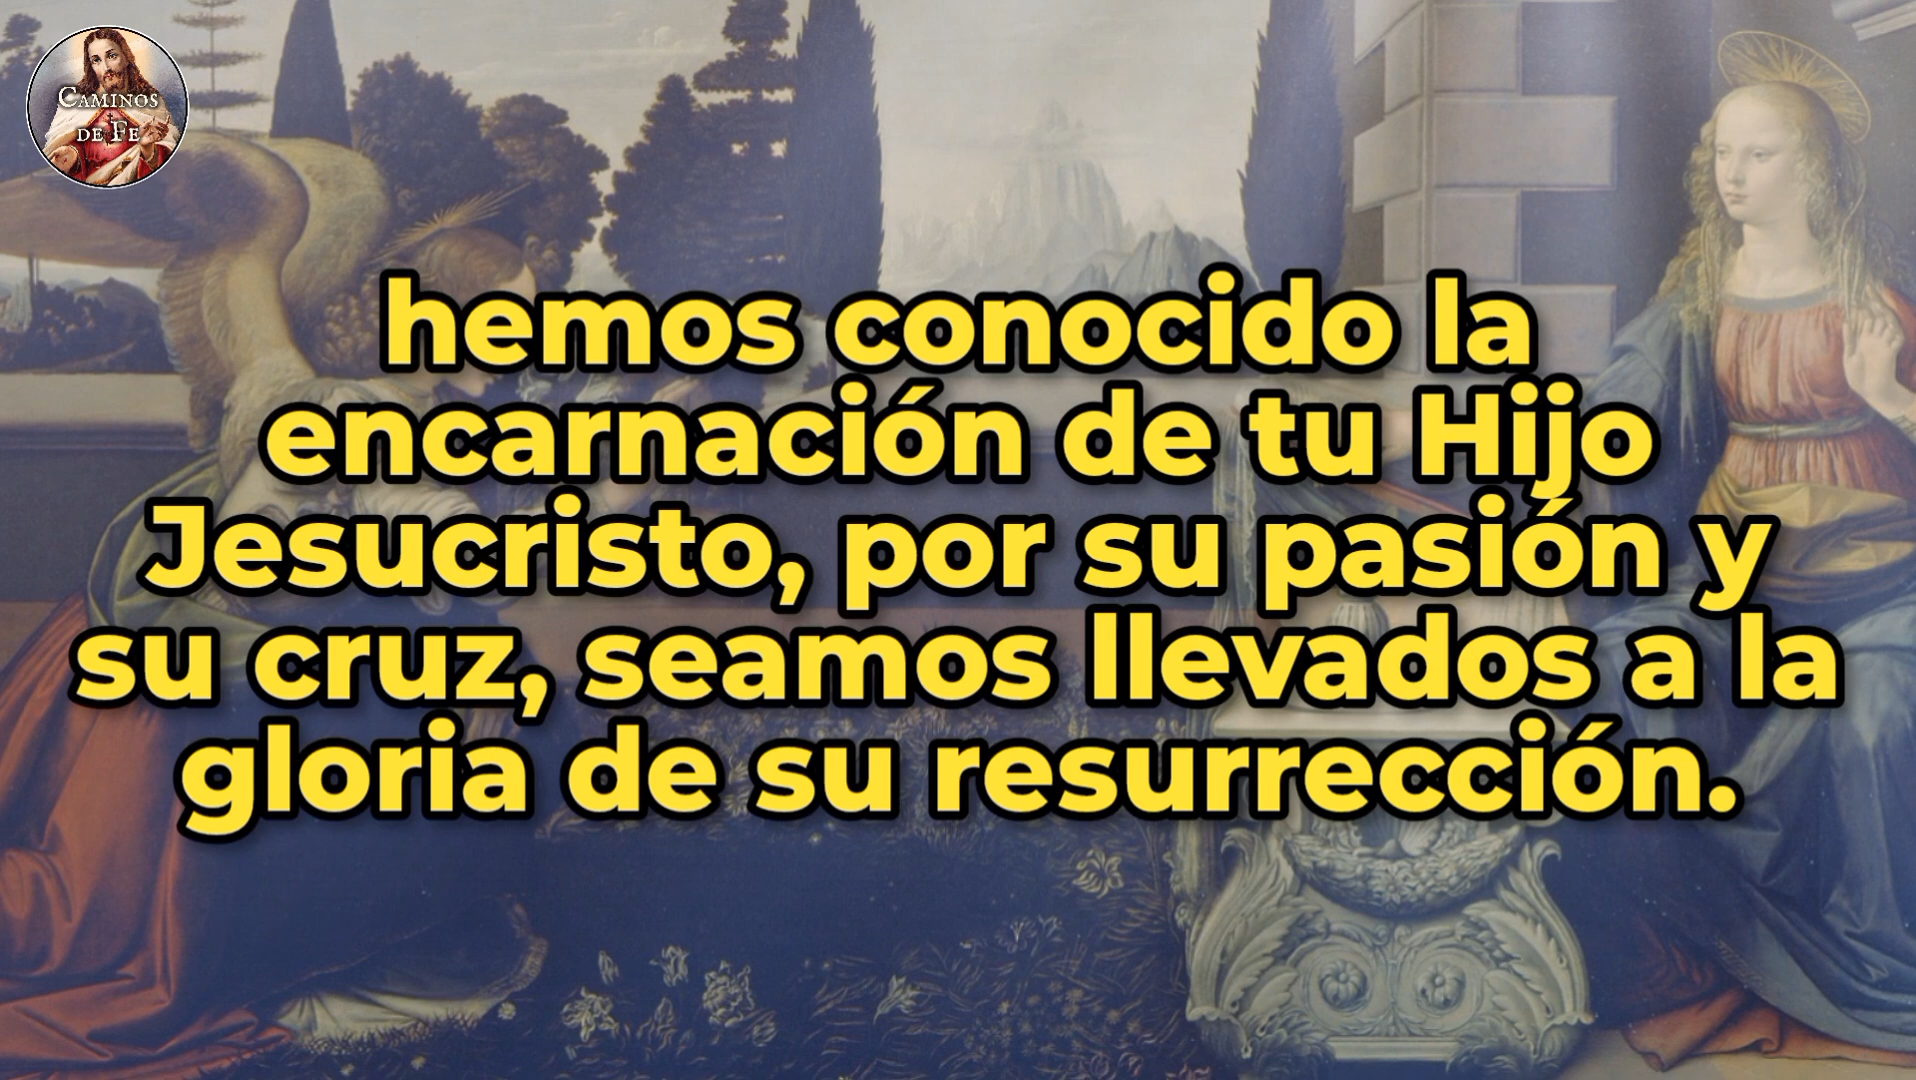 CAMINOS
DE FE
hemos conocido la
encarnación de tu Hijo
Jesucristo, por su pasión y
su cruz, seamos llevados a la
gloria de su resurrección.